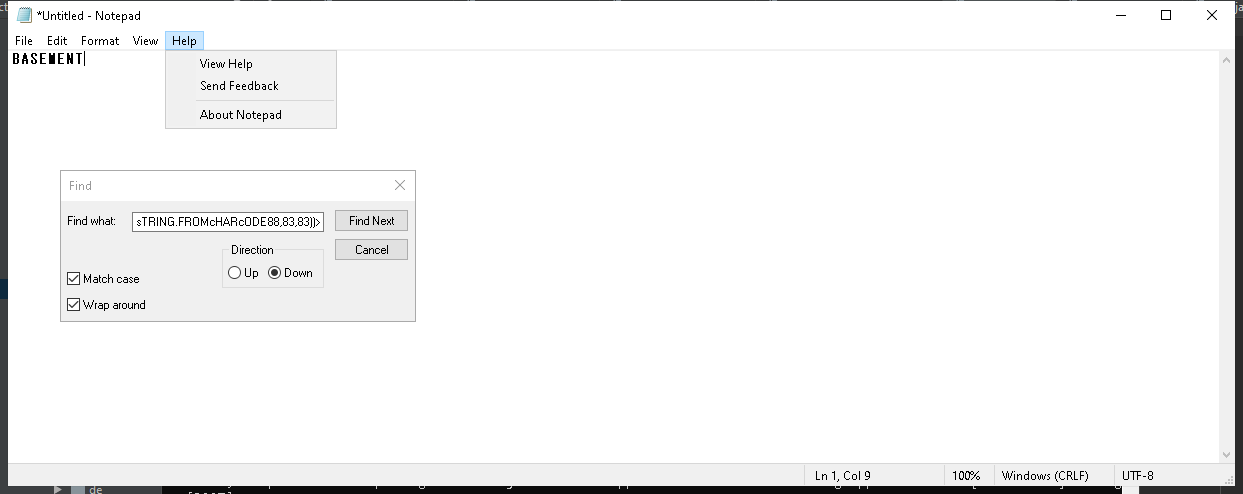 *Untitled - Notepad
File Edit Format View Help
BASEMENT
View Help
Send Feedback
About Notepad
Find
Find what: sTRING.FROMcHARcODE88,83,83))> Find Next
Direction Cancel
Up Down
Match case
Wrap around
Ln 1, Col 9 100% Windows (CRLF) UTF-8
de